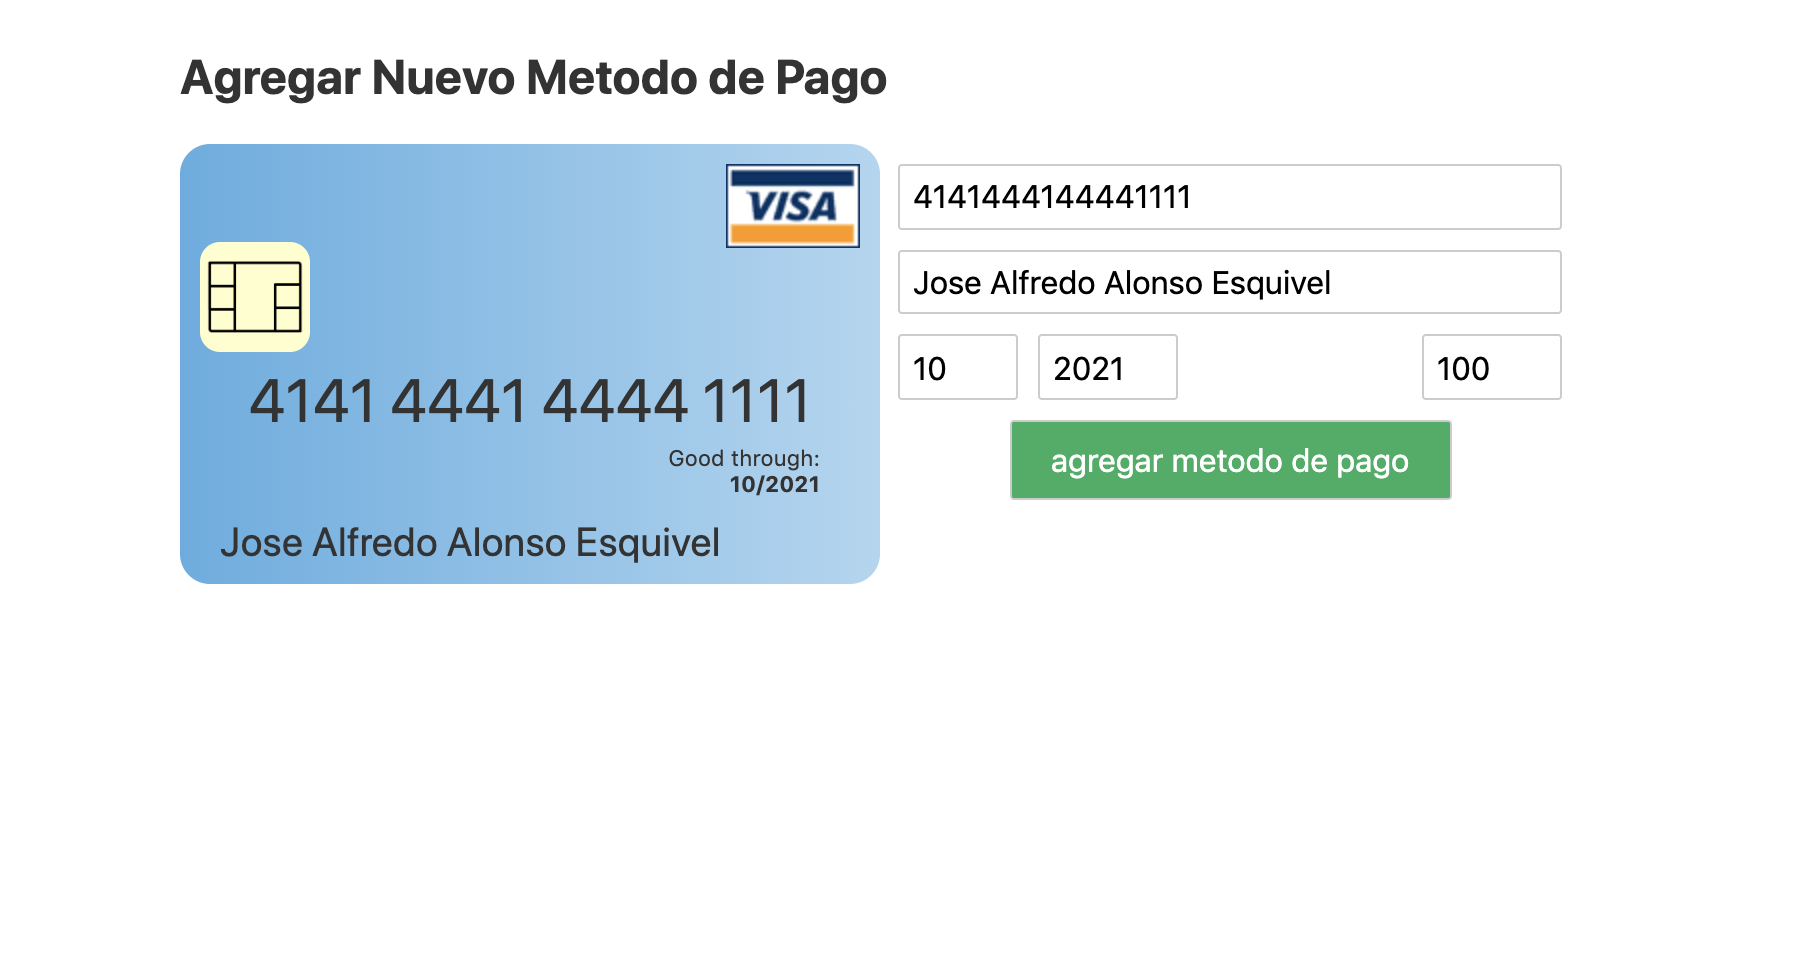 Agregar Nuevo Metodo de Pago
VISA
4141 4441 4444 1111
Good through:
10/2021
Jose Alfredo Alonso Esquivel
4141444144441111
Jose Alfredo Alonso Esquivel
10 2021 100
agregar metodo de pago